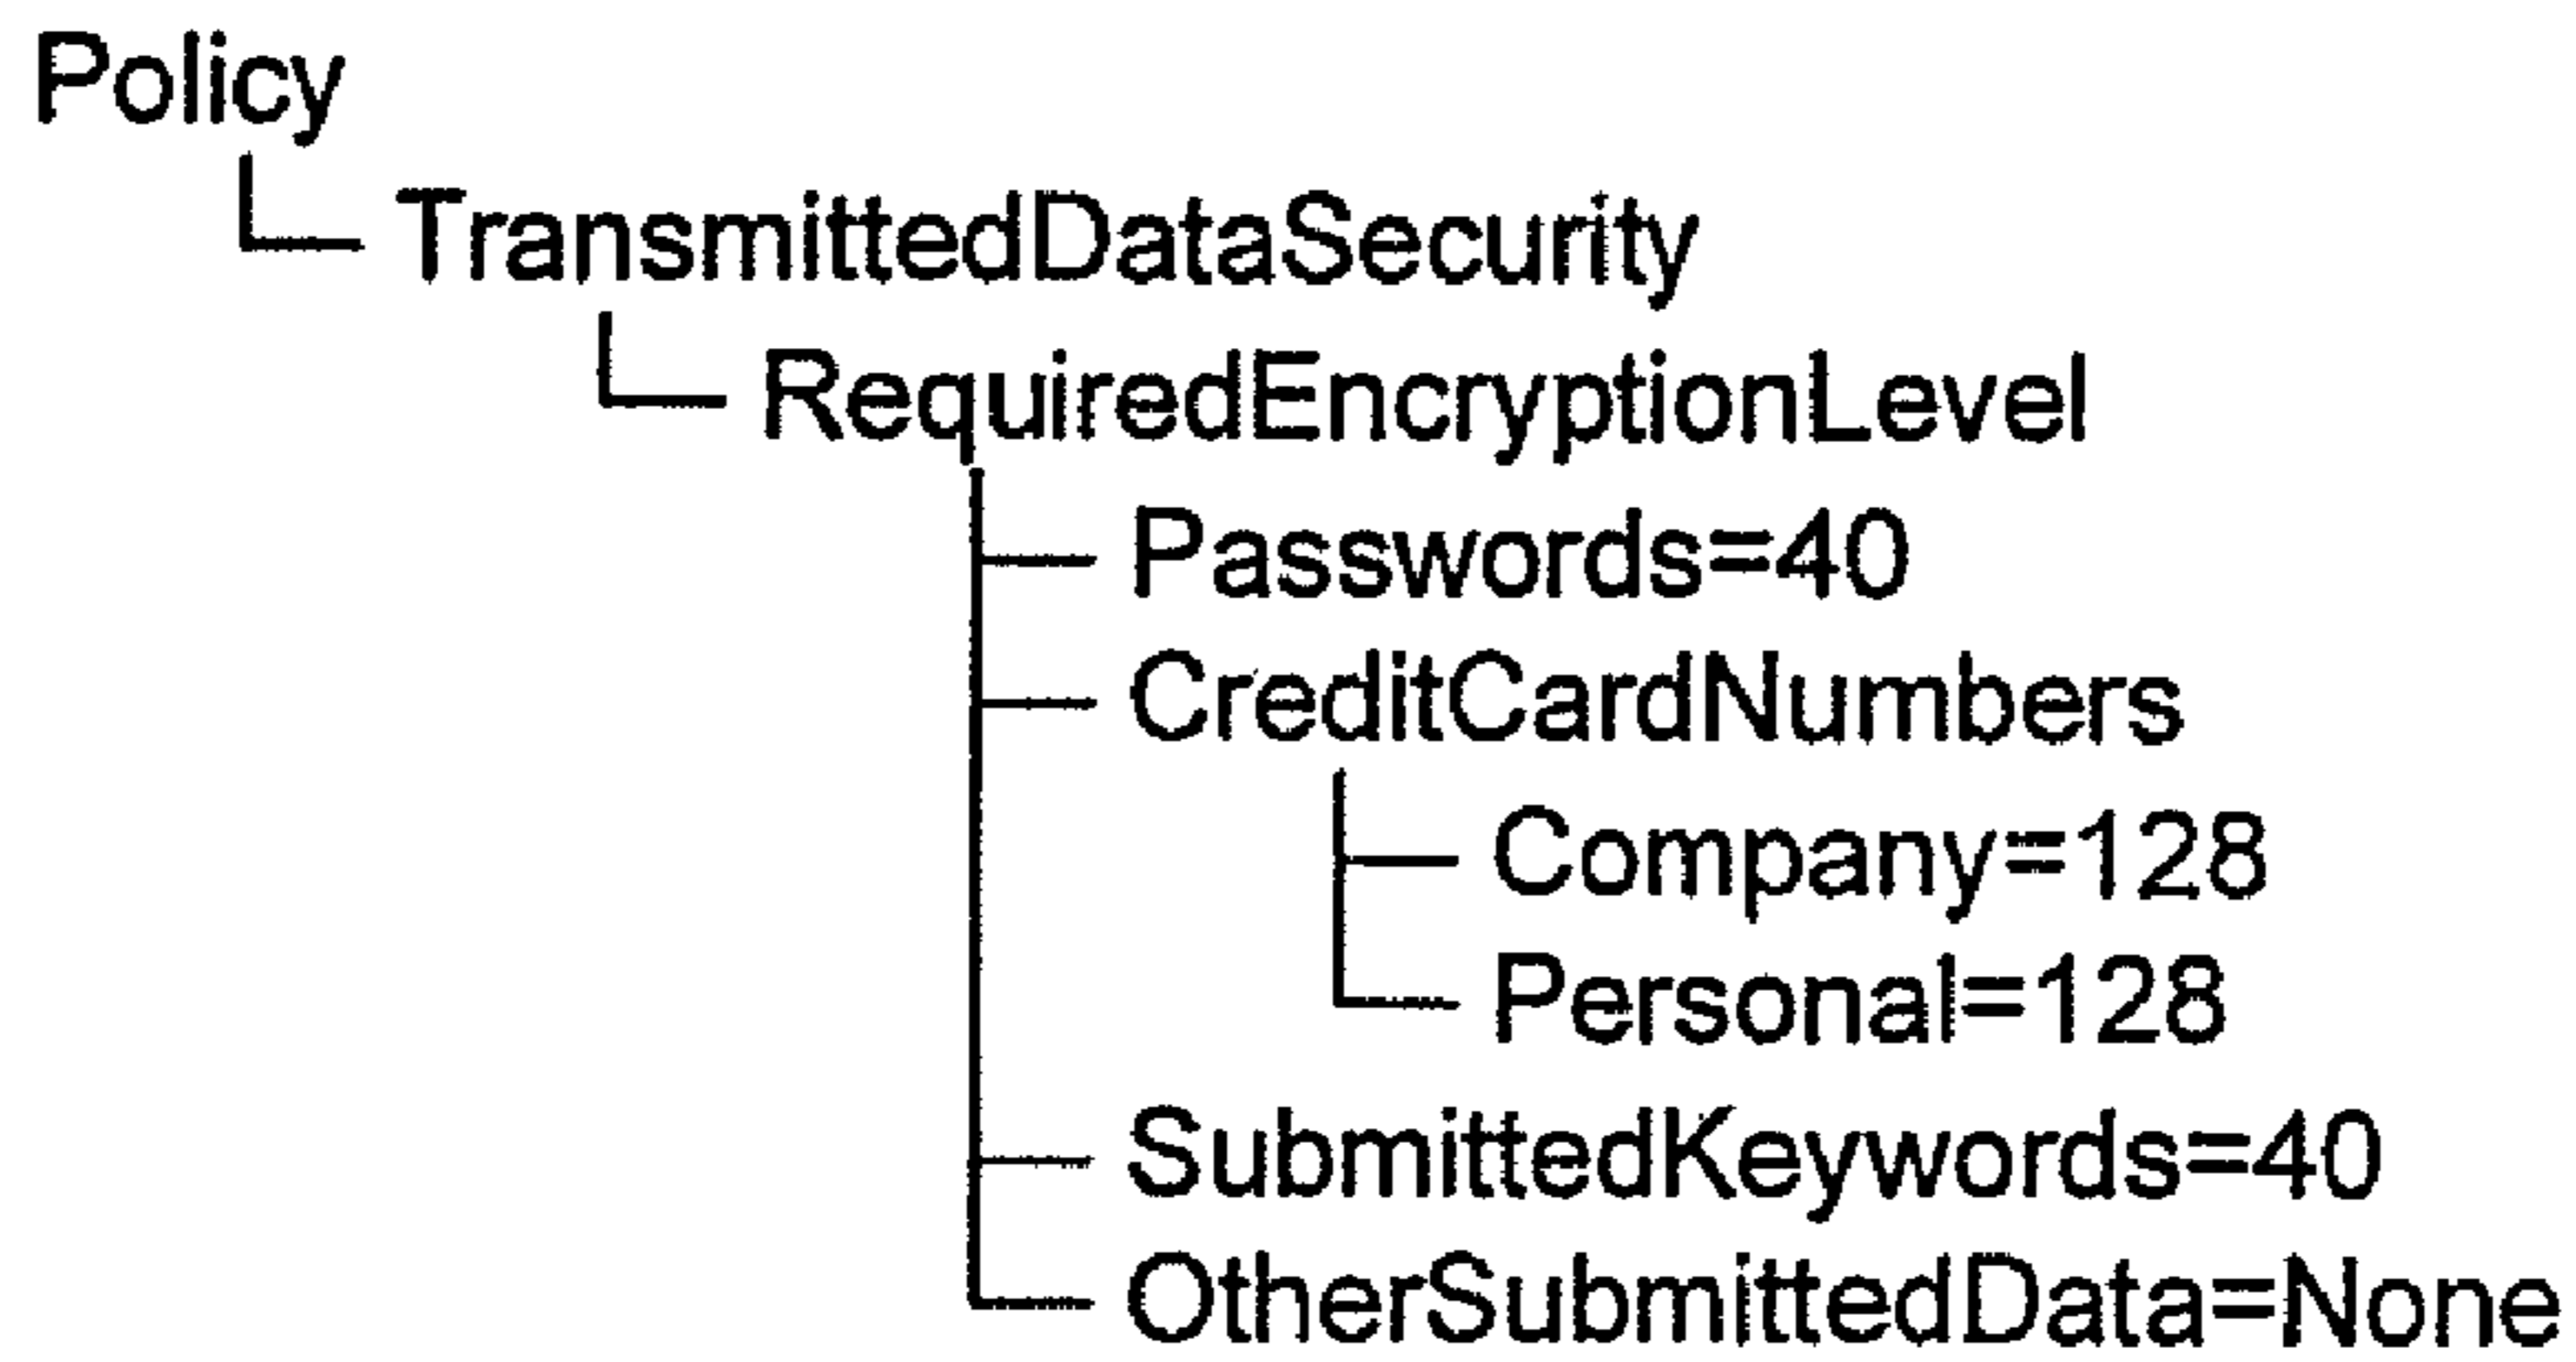 Policy
TransmittedDataSecurity
RequiredEncryptionLevel
Passwords=40
CreditCardNumbers
Company=128
Personal=128
SubmittedKeywords=40
OtherSubmittedData=None